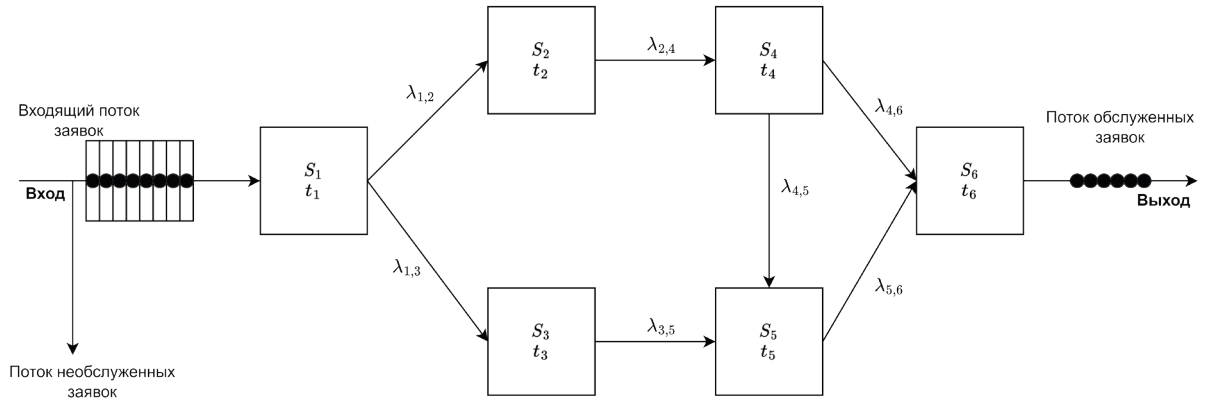 Входящий поток
заявок
Вход
Поток необслуженных
заявок
S₁
t₁
λ₁,₂
λ₁,₃
S₂
t₂
S₃
t₃
λ₂,₄
λ₃,₅
S₄
t₄
λ₄,₅
S₅
t₅
λ₄,₆
λ₅,₆
S₆
t₆
Поток обслуженных
заявок
Выход